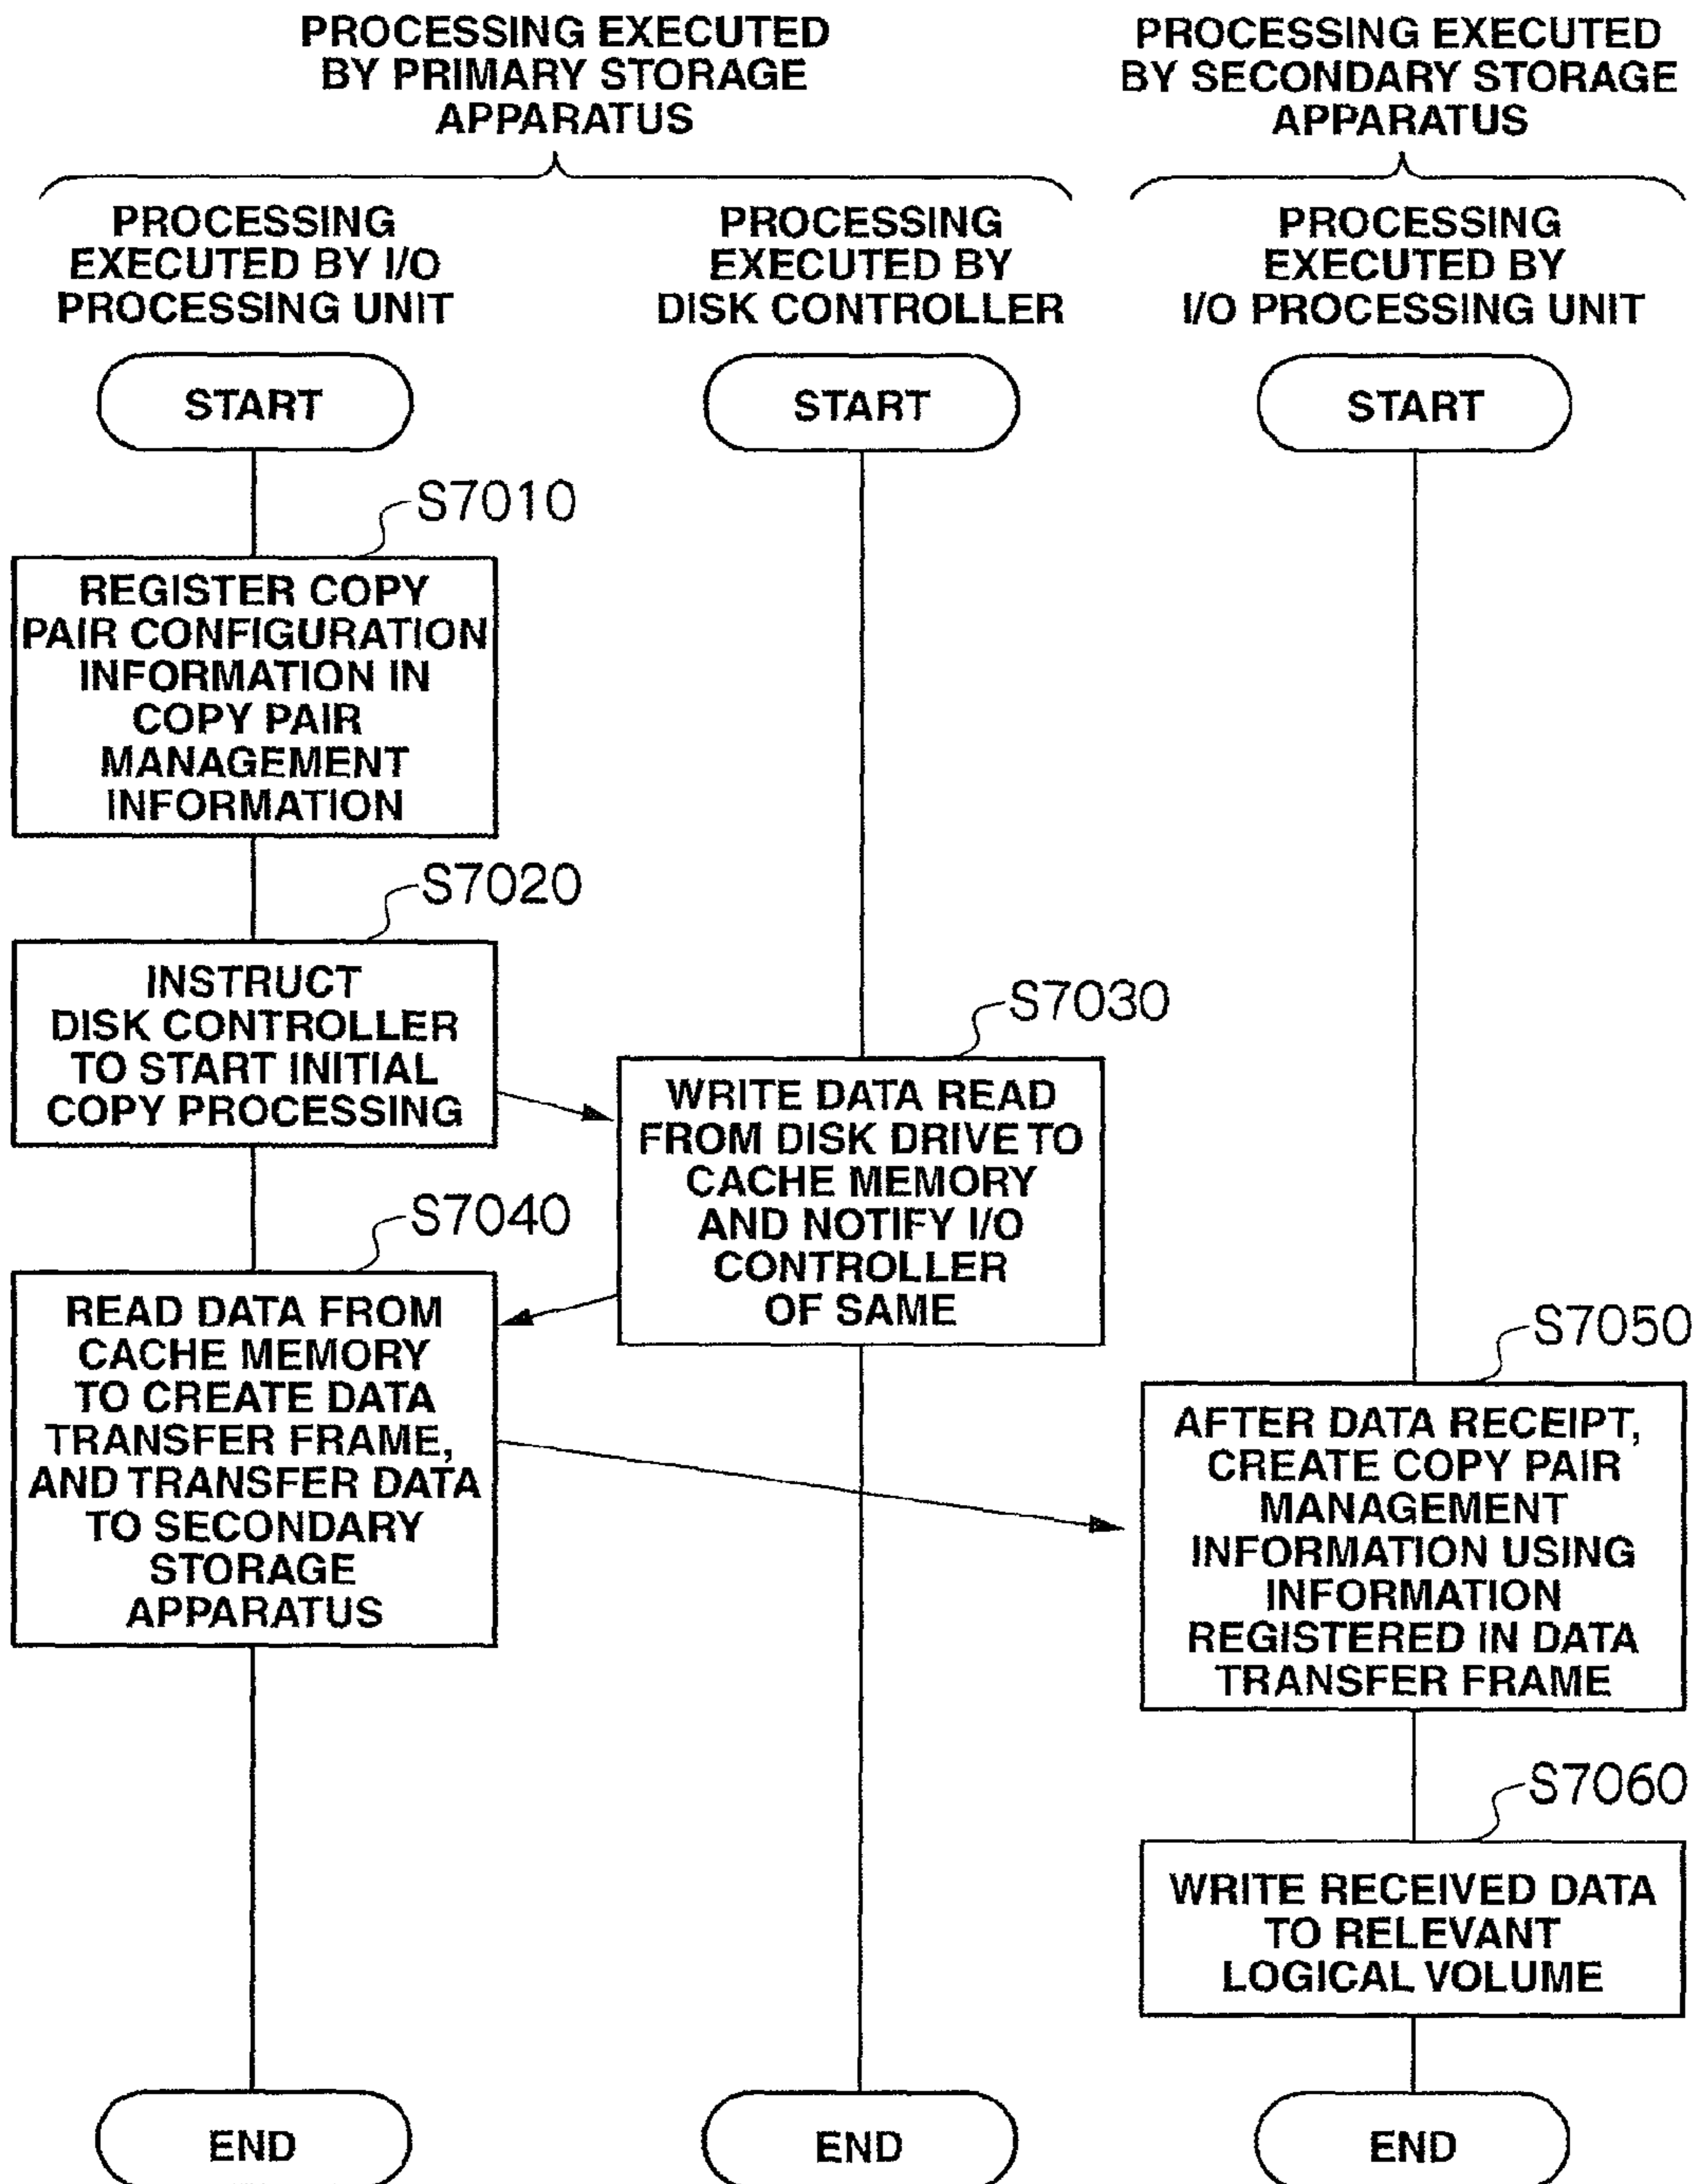 PROCESSING EXECUTED
BY PRIMARY STORAGE
APPARATUS
PROCESSING EXECUTED
BY SECONDARY STORAGE
APPARATUS
PROCESSING
EXECUTED BY I/O
PROCESSING UNIT
PROCESSING
EXECUTED BY
DISK CONTROLLER
PROCESSING
EXECUTED BY
I/O PROCESSING UNIT
START
START
START
S7010
REGISTER COPY
PAIR CONFIGURATION
INFORMATION IN
COPY PAIR
MANAGEMENT
INFORMATION
S7020
INSTRUCT
DISK CONTROLLER
TO START INITIAL
COPY PROCESSING
S7030
WRITE DATA READ
FROM DISK DRIVE TO
CACHE MEMORY
AND NOTIFY I/O
CONTROLLER
OF SAME
S7040
READ DATA FROM
CACHE MEMORY
TO CREATE DATA
TRANSFER FRAME,
AND TRANSFER DATA
TO SECONDARY
STORAGE
APPARATUS
S7050
AFTER DATA RECEIPT,
CREATE COPY PAIR
MANAGEMENT
INFORMATION USING
INFORMATION
REGISTERED IN DATA
TRANSFER FRAME
S7060
WRITE RECEIVED DATA
TO RELEVANT
LOGICAL VOLUME
END
END
END